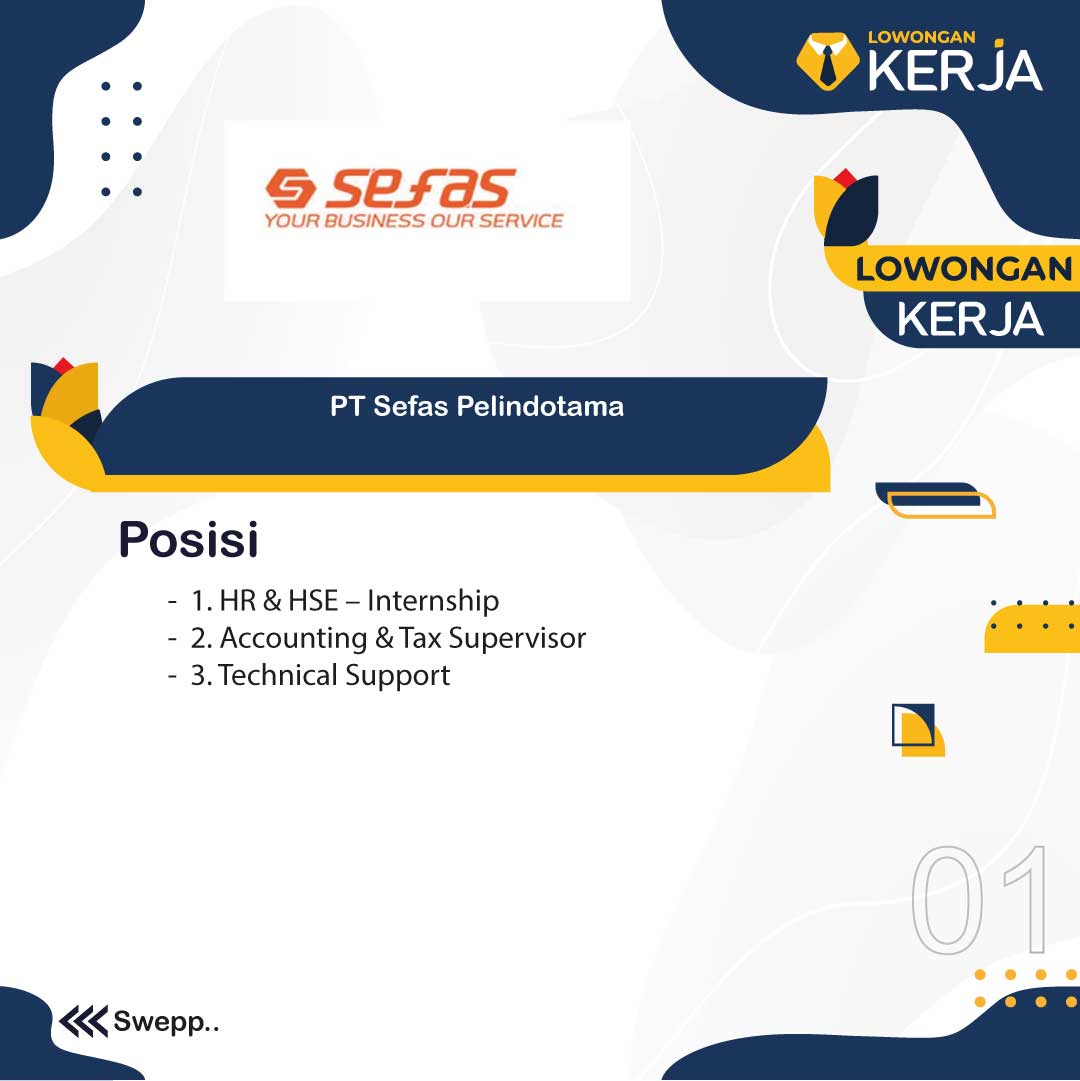 LOWONGAN
KERJA
sefas
YOUR BUSINESS OUR SERVICE
LOWONGAN
KERJA
PT Sefas Pelindotama
Posisi
- 1. HR & HSE – Internship
- 2. Accounting & Tax Supervisor
- 3. Technical Support
01
Swepp..